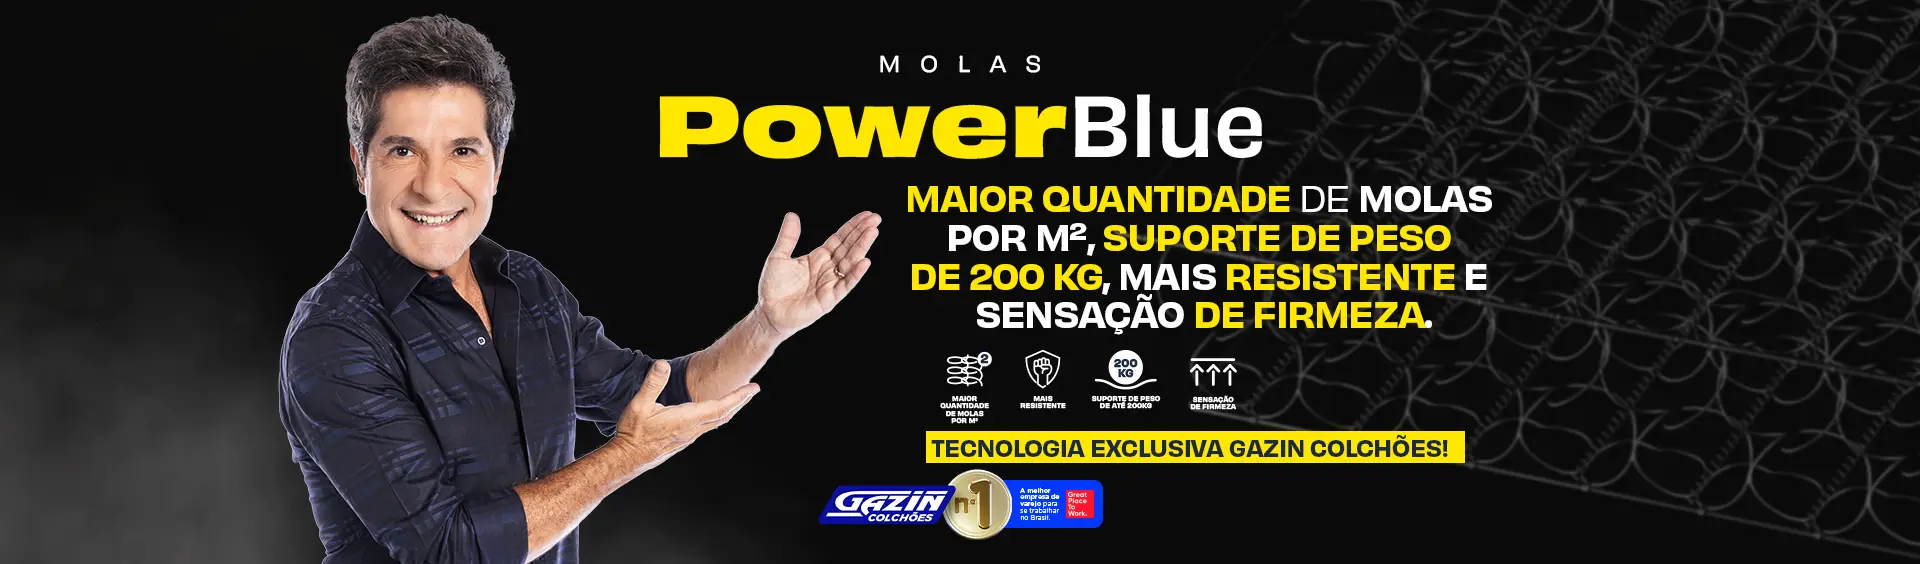 MOLAS
PowerBlue
MAIOR QUANTIDADE DE MOLAS
POR M², SUPORTE DE PESO
DE 200 KG, MAIS RESISTENTE E
SENSAÇÃO DE FIRMEZA.
2
200
KG
MAIOR
QUANTIDADE
DE MOLAS
POR M²
MAIS
RESISTENTE
SUPORTE DE PESO
DE ATÉ 200KG
SENSAÇÃO
DE FIRMEZA
TECNOLOGIA EXCLUSIVA GAZIN COLCHÕES!
GAZIN
COLCHÕES
nº1
A melhor
empresa de
varejo para
se trabalhar
no Brasil.
Great
Place
To
Work.